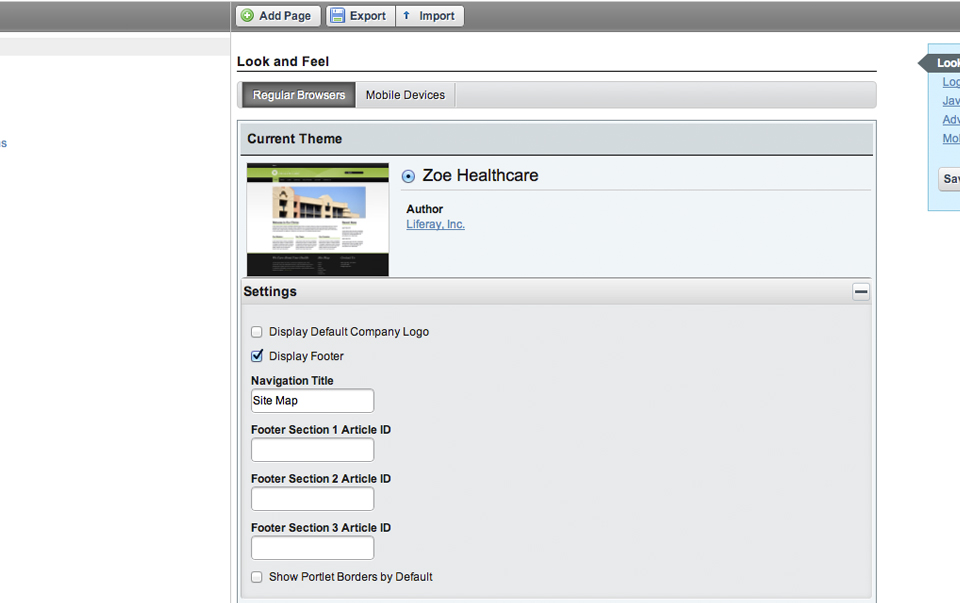 Add Page Export Import
Look and Feel
Regular Browsers Mobile Devices
Current Theme
Zoe Healthcare
Author
Liferay, Inc.
Settings
Display Default Company Logo
Display Footer
Navigation Title
Site Map
Footer Section 1 Article ID
Footer Section 2 Article ID
Footer Section 3 Article ID
Show Portlet Borders by Default
s
Look
Log
Jav
Adv
Mol
Sav